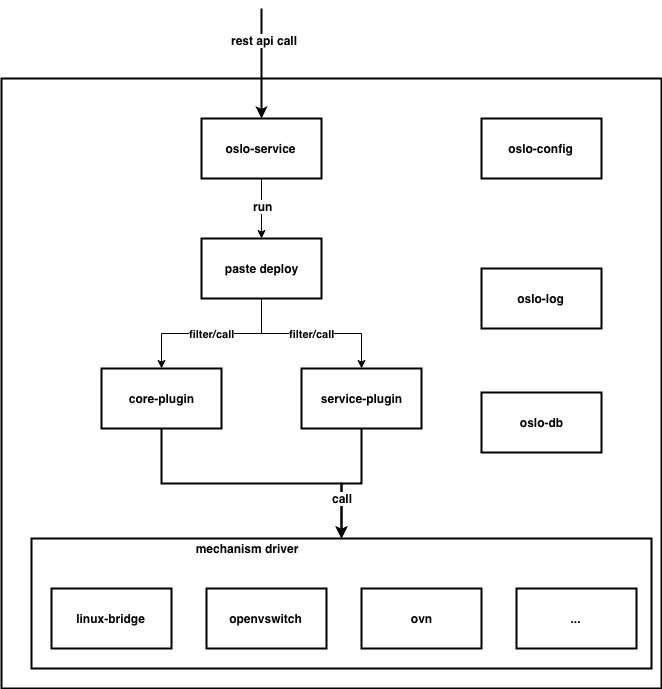 rest api call
oslo-service
oslo-config
run
paste deploy
oslo-log
filter/call
filter/call
core-plugin
service-plugin
oslo-db
call
mechanism driver
linux-bridge
openvswitch
ovn
...